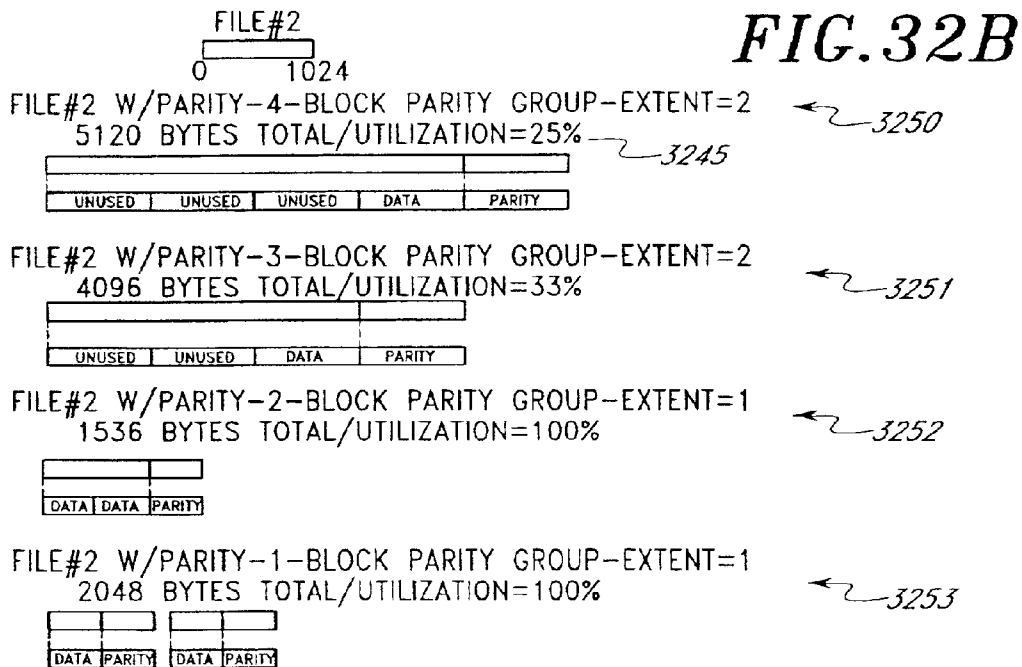 FILE#2
FIG.32B
0 1024
FILE#2 W/PARITY-4-BLOCK PARITY GROUP-EXTENT=2
3250
5120 BYTES TOTAL/UTILIZATION=25%
3245
UNUSED UNUSED UNUSED DATA PARITY
FILE#2 W/PARITY-3-BLOCK PARITY GROUP-EXTENT=2
4096 BYTES TOTAL/UTILIZATION=33%
3251
UNUSED UNUSED DATA PARITY
FILE#2 W/PARITY-2-BLOCK PARITY GROUP-EXTENT=1
1536 BYTES TOTAL/UTILIZATION=100%
3252
DATA DATA PARITY
FILE#2 W/PARITY-1-BLOCK PARITY GROUP-EXTENT=1
2048 BYTES TOTAL/UTILIZATION=100%
3253
DATA PARITY DATA PARITY